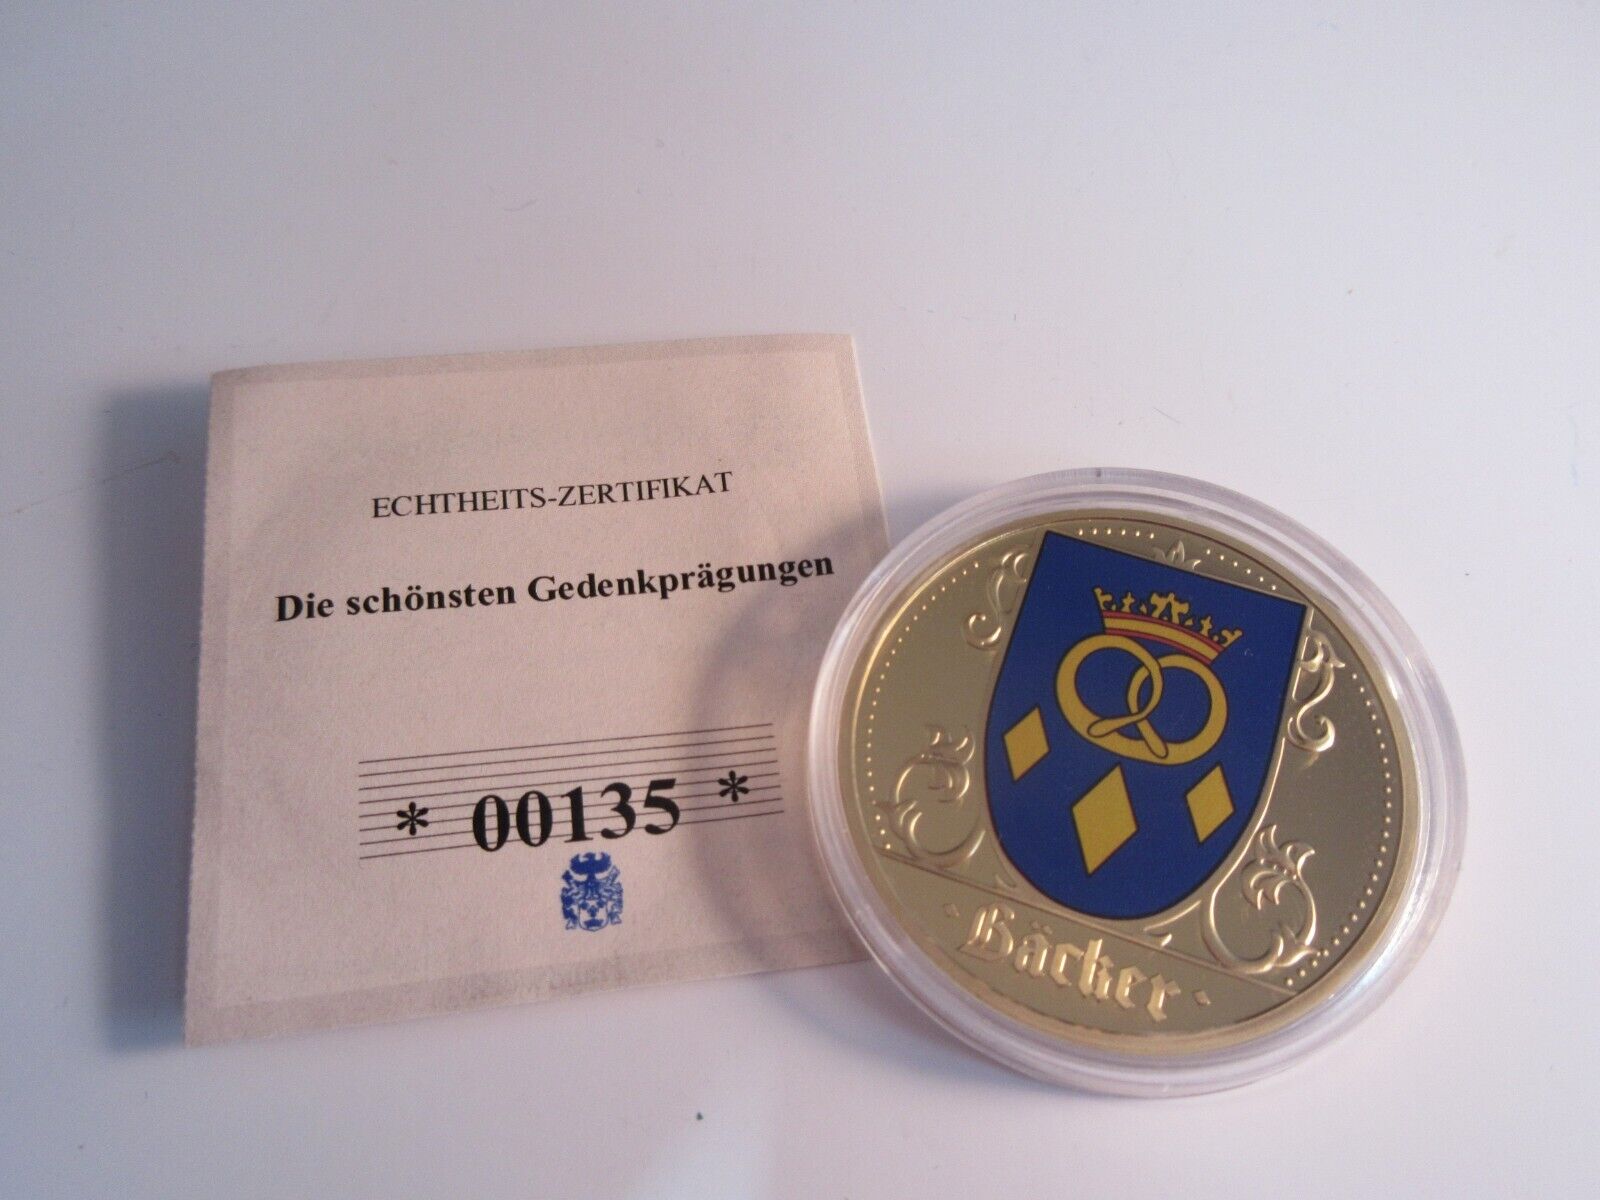 ECHTHEITS-ZERTIFIKAT
Die schönsten Gedenkprägungen
* 00135 *
· Bäcker ·